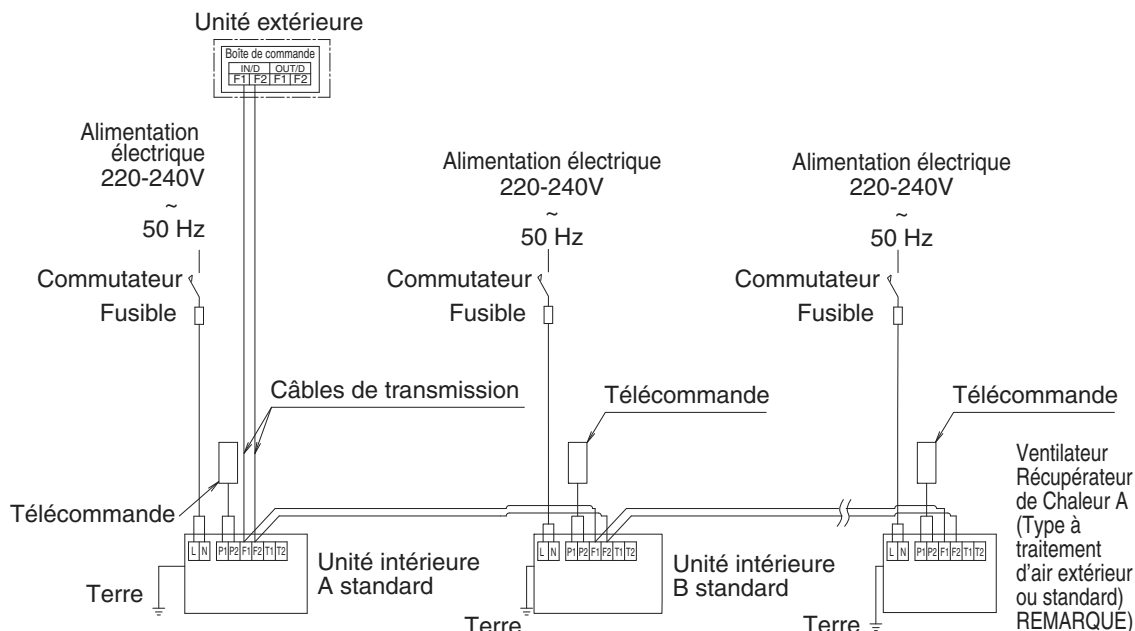 Unité extérieure
Boîte de commande
IN/D OUT/D
F1 F2 F1 F2
Alimentation
électrique
220-240V
~
50 Hz
Commutateur
Fusible
Alimentation électrique
220-240V
~
50 Hz
Commutateur
Fusible
Alimentation électrique
220-240V
~
50 Hz
Commutateur
Fusible
Câbles de transmission
Télécommande
Télécommande
Télécommande
L N P1 P2 F1 F2 T1 T2
Unité intérieure
A standard
Terre
L N P1 P2 F1 F2 T1 T2
Unité intérieure
B standard
Terre
L N P1 P2 F1 F2 T1 T2
Ventilateur
Récupérateur
de Chaleur A
(Type à
traitement
d'air extérieur
ou standard)
REMARQUE)
Terre